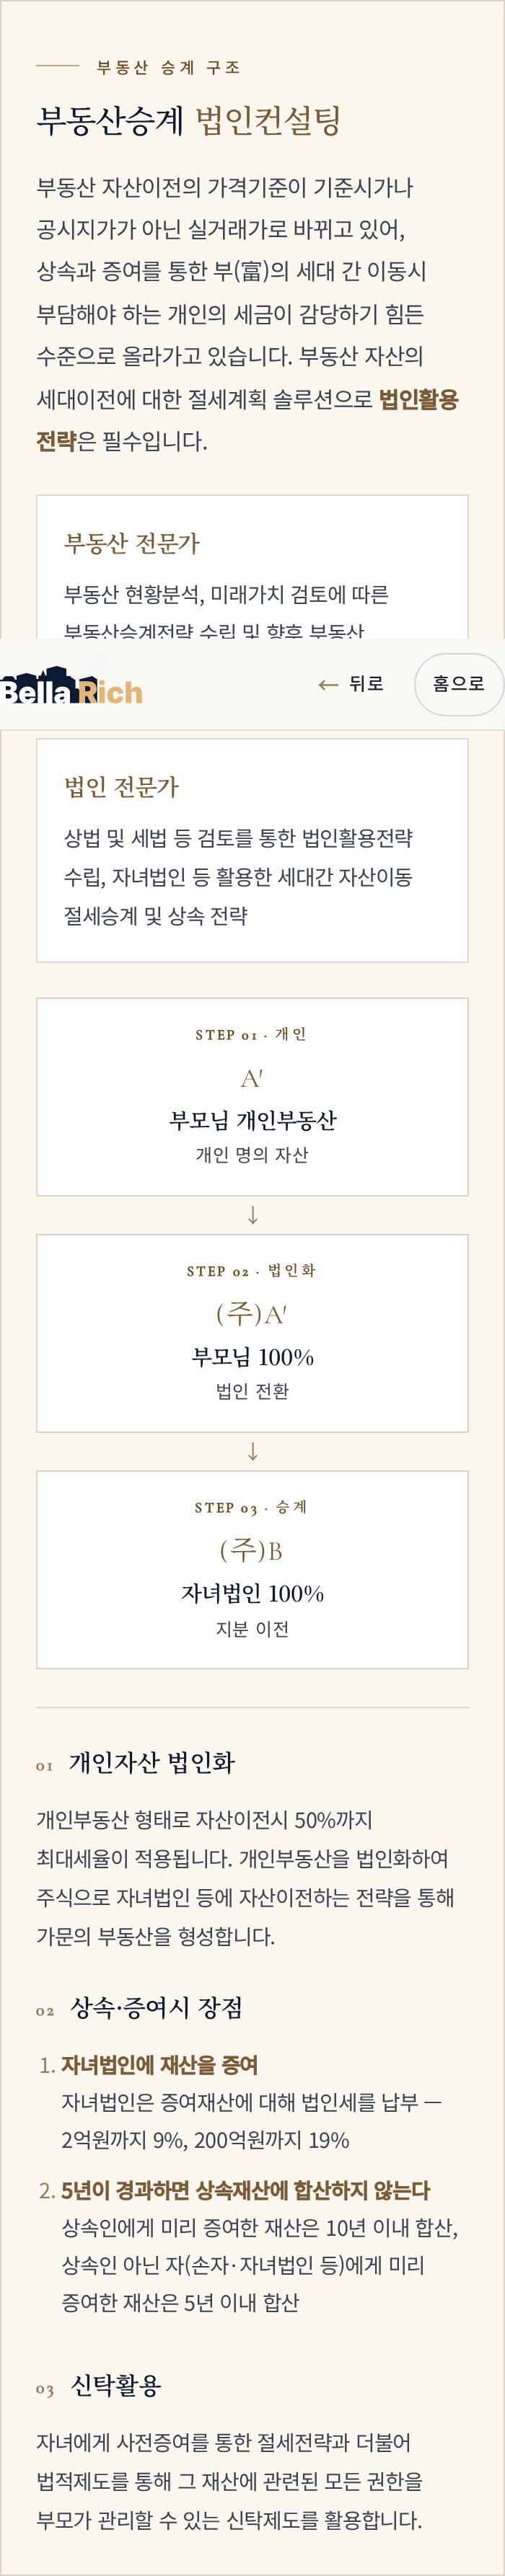 부동산 승계 구조
부동산승계 법인컨설팅
부동산 자산이전의 가격기준이 기준시가나
공시지가가 아닌 실거래가로 바뀌고 있어,
상속과 증여를 통한 부(富)의 세대 간 이동시
부담해야 하는 개인의 세금이 감당하기 힘든
수준으로 올라가고 있습니다. 부동산 자산의
세대이전에 대한 절세계획 솔루션으로 법인활용
전략은 필수입니다.
부동산 전문가
부동산 현황분석, 미래가치 검토에 따른
부동산승계전략 수립 및 향후 부동산
Bella Rich
← 뒤로
홈으로
법인 전문가
상법 및 세법 등 검토를 통한 법인활용전략
수립, 자녀법인 등 활용한 세대간 자산이동
절세승계 및 상속 전략
STEP 01 · 개인
A′
부모님 개인부동산
개인 명의 자산
↓
STEP 02 · 법인화
(주)A′
부모님 100%
법인 전환
↓
STEP 03 · 승계
(주)B
자녀법인 100%
지분 이전
01 개인자산 법인화
개인부동산 형태로 자산이전시 50%까지
최대세율이 적용됩니다. 개인부동산을 법인화하여
주식으로 자녀법인 등에 자산이전하는 전략을 통해
가문의 부동산을 형성합니다.
02 상속·증여시 장점
1. 자녀법인에 재산을 증여
자녀법인은 증여재산에 대해 법인세를 납부 —
2억원까지 9%, 200억원까지 19%
2. 5년이 경과하면 상속재산에 합산하지 않는다
상속인에게 미리 증여한 재산은 10년 이내 합산,
상속인 아닌 자(손자·자녀법인 등)에게 미리
증여한 재산은 5년 이내 합산
03 신탁활용
자녀에게 사전증여를 통한 절세전략과 더불어
법적제도를 통해 그 재산에 관련된 모든 권한을
부모가 관리할 수 있는 신탁제도를 활용합니다.